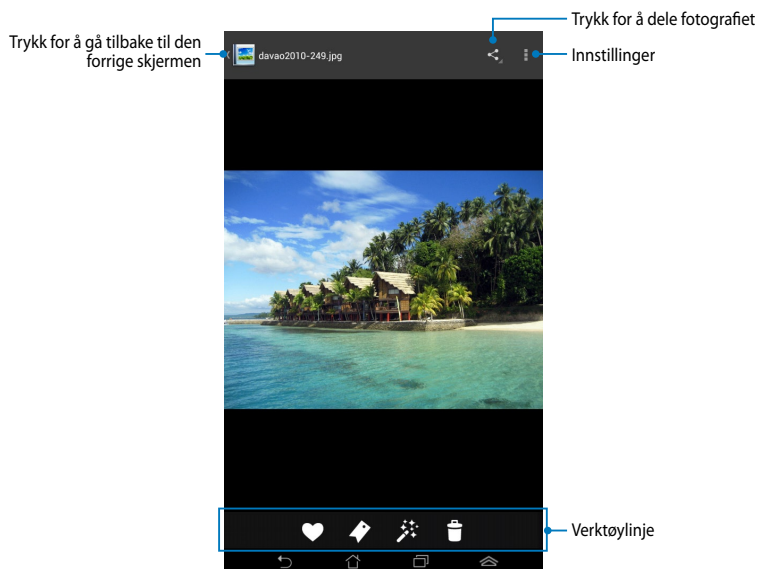 Trykk for å dele fotografiet
Trykk for å gå tilbake til den
forrige skjermen
davao2010-249.jpg
Innstillinger
Verktøylinje